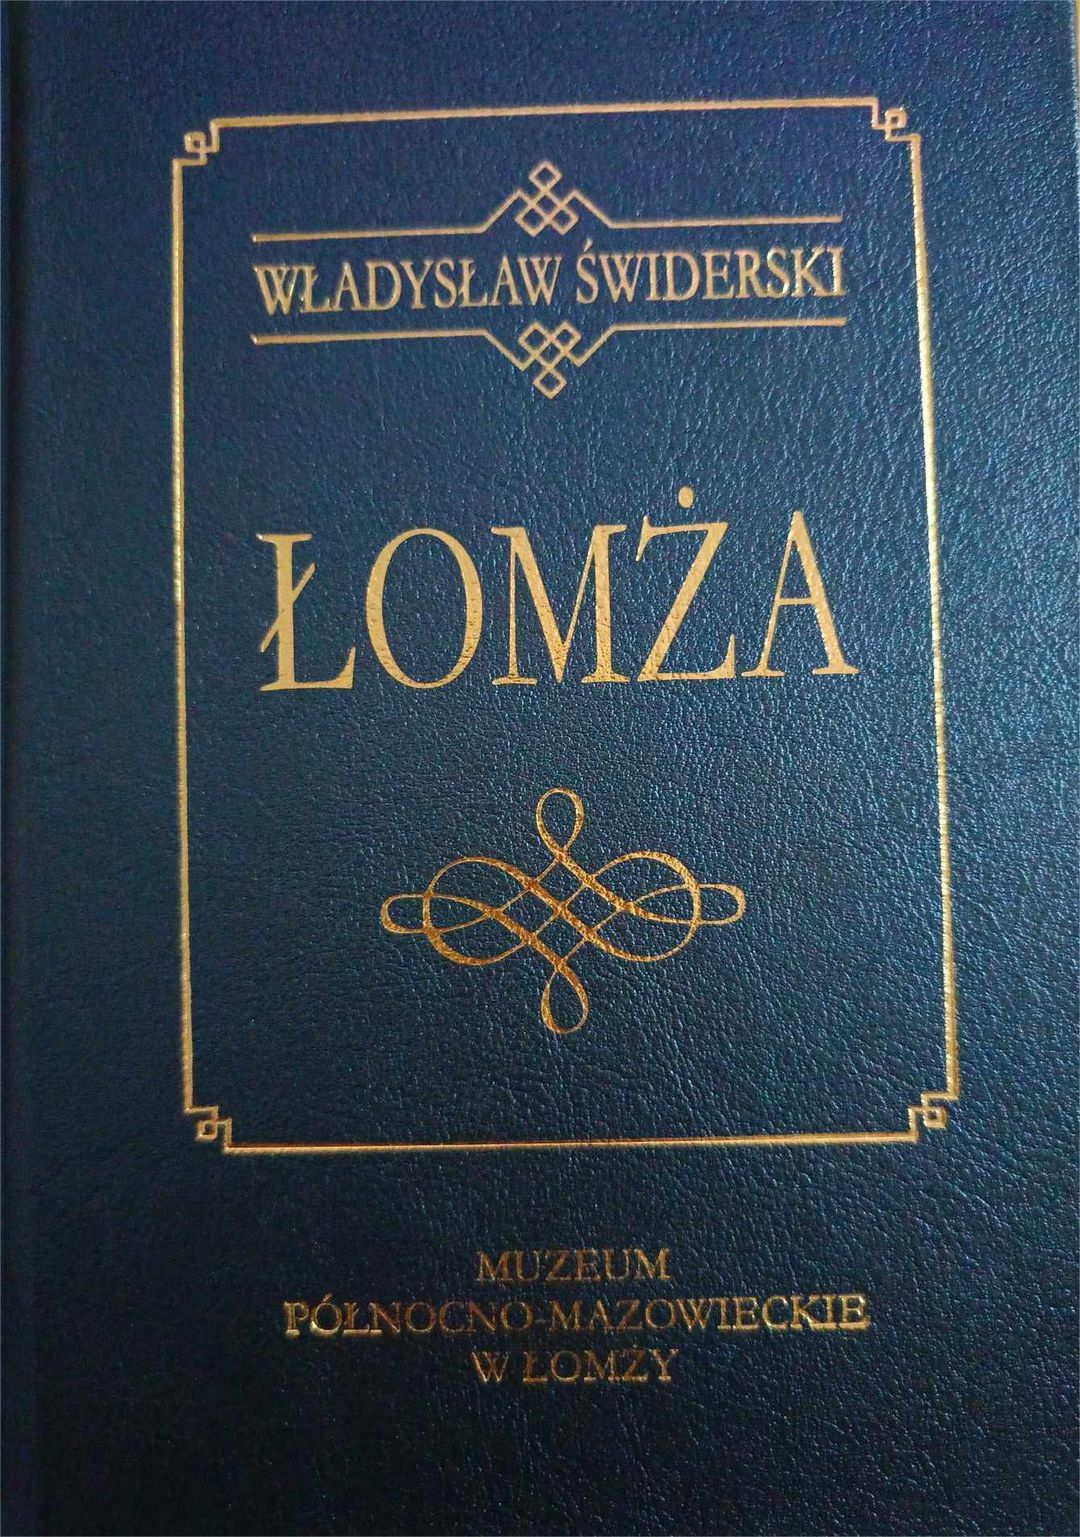 WŁADYSŁAW ŚWIDERSKI
ŁOMŻA
MUZEUM
PÓŁNOCNO-MAZOWIECKIE
W ŁOMŻY